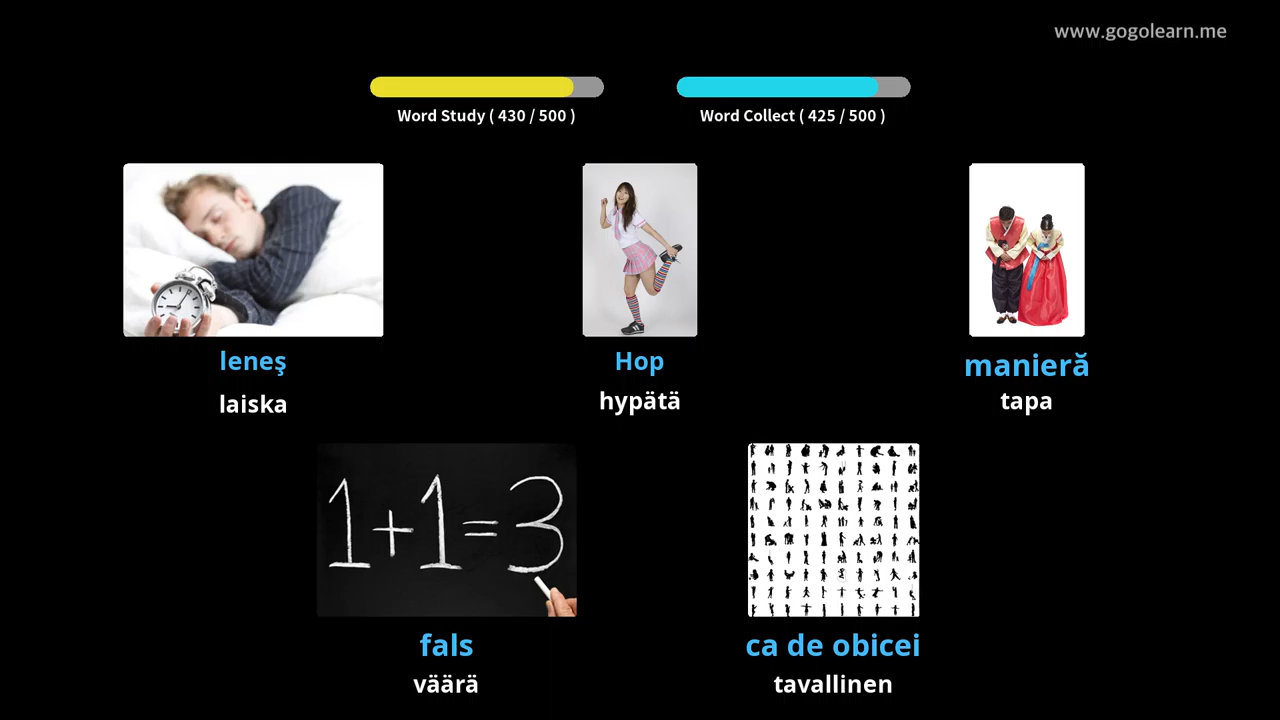 www.gogolearn.me
Word Study ( 430 / 500 )
Word Collect ( 425 / 500 )
leneş
Hop
manieră
laiska
hypätä
tapa
1+1=3
fals
ca de obicei
väärä
tavallinen